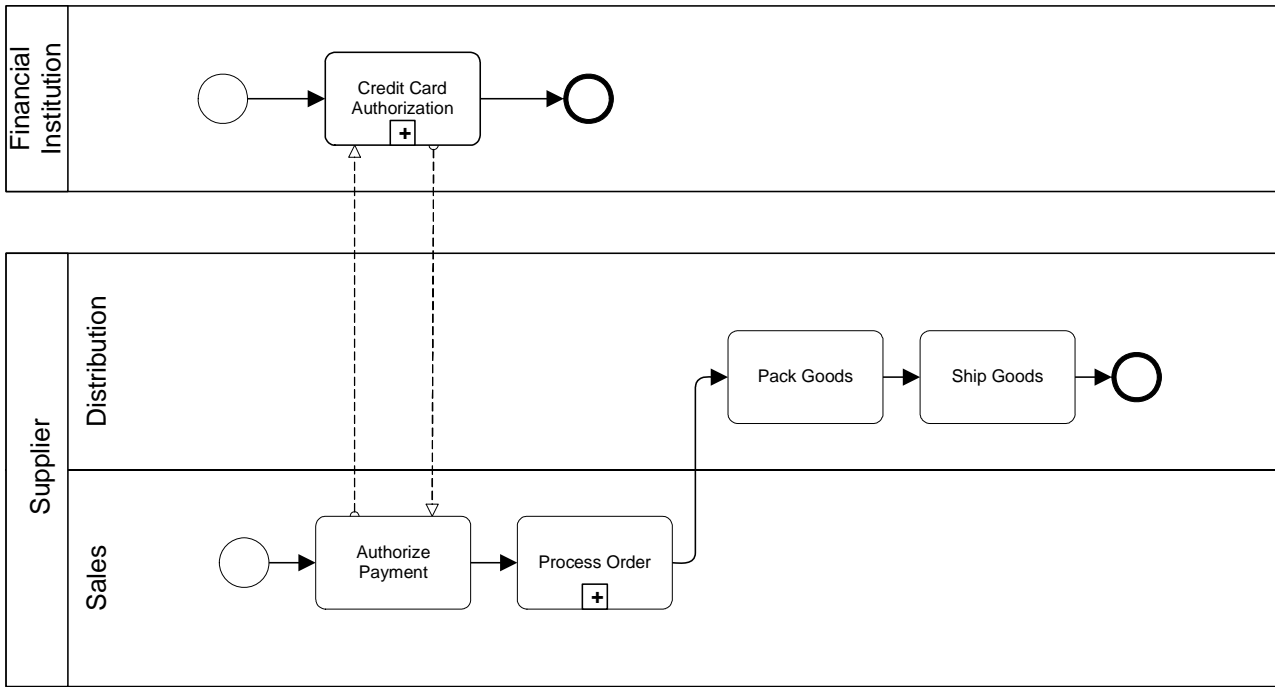 Financial
Institution
Credit Card
Authorization
+
Supplier
Distribution
Pack Goods
Ship Goods
Sales
Authorize
Payment
Process Order
+